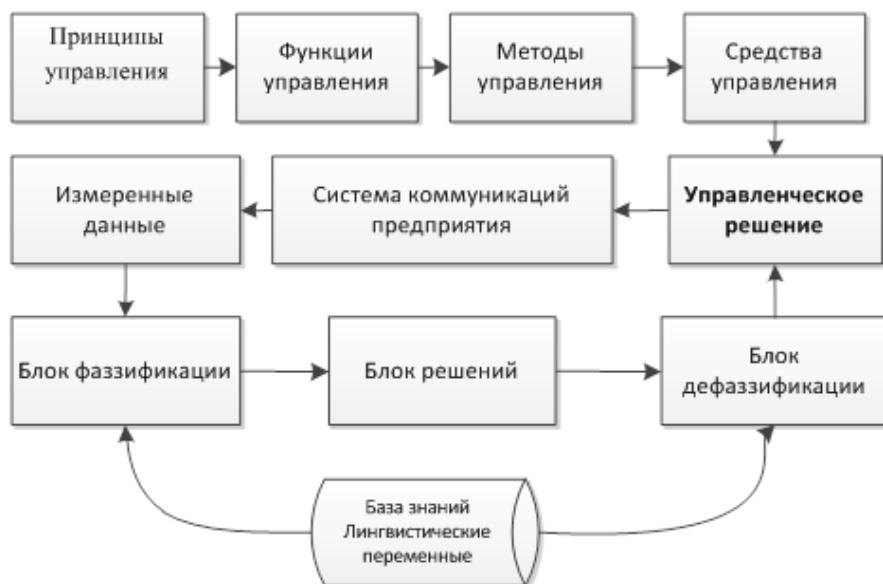 Принципы
управления
Функции
управления
Методы
управления
Средства
управления
Измеренные
данные
Система коммуникаций
предприятия
Управленческое
решение
Блок фаззификации
Блок решений
Блок
дефаззификации
База знаний
Лингвистические
переменные